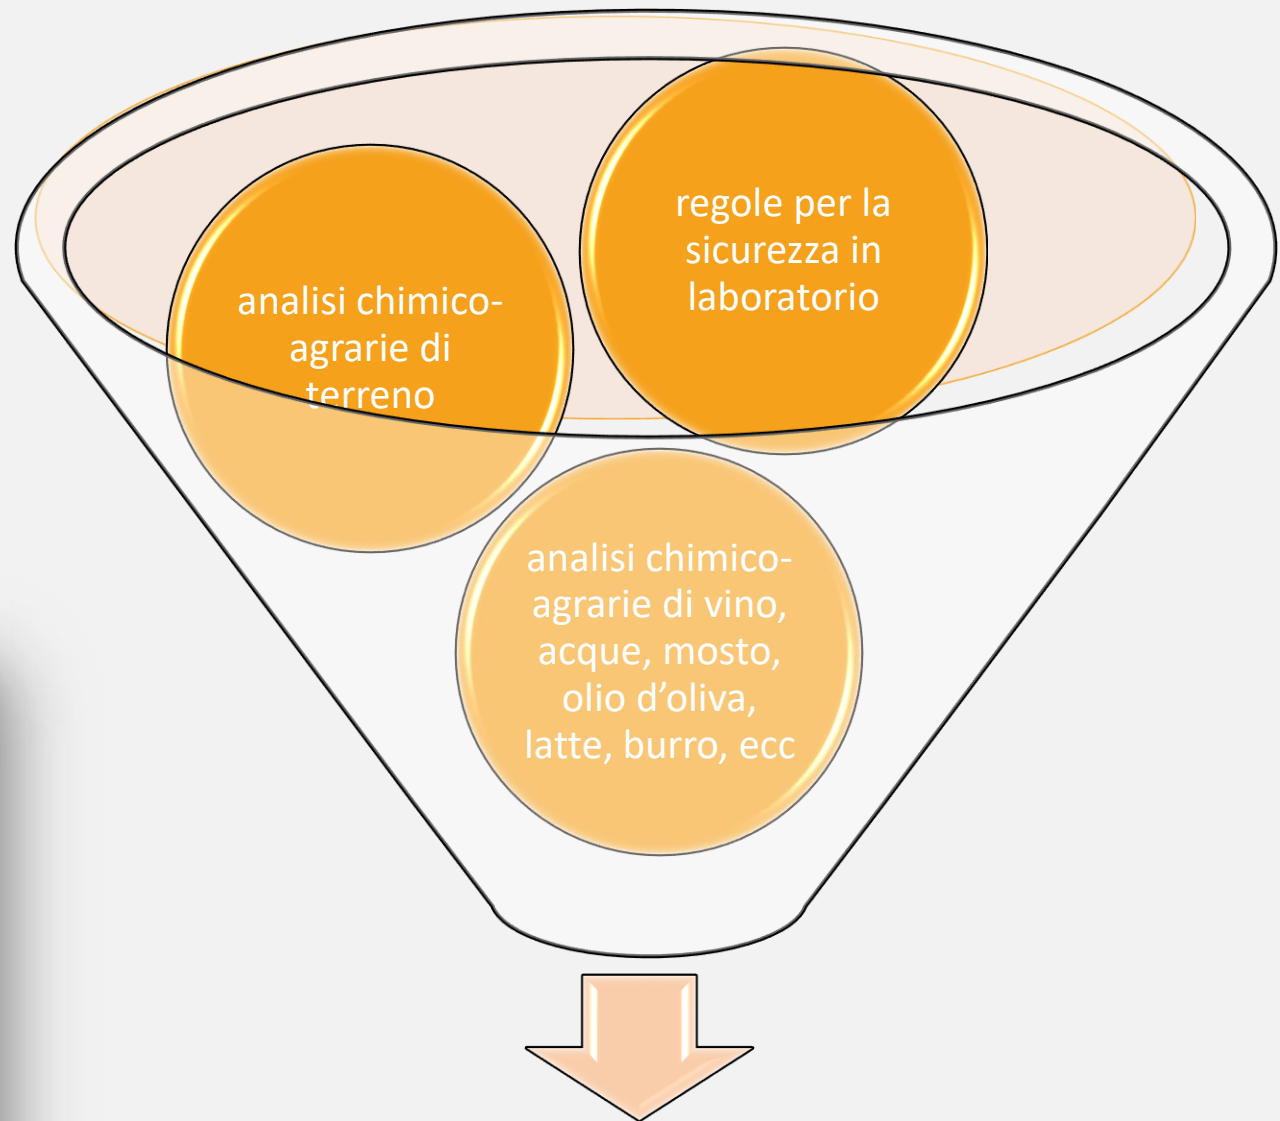 regole per la
sicurezza in
laboratorio
analisi chimico-
agrarie di
terreno
analisi chimico-
agrarie di vino,
acque, mosto,
olio d’oliva,
latte, burro, ecc